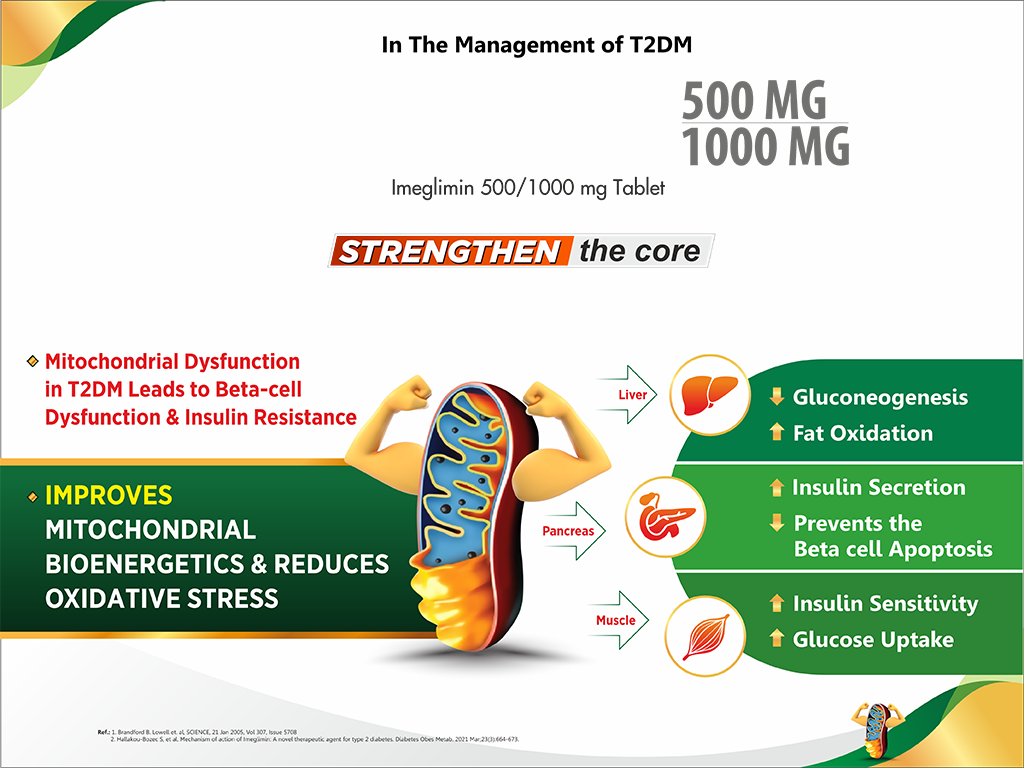 In The Management of T2DM
500 MG
1000 MG
Imeglimin 500/1000 mg Tablet
STRENGTHEN the core
Mitochondrial Dysfunction
in T2DM Leads to Beta-cell
Dysfunction & Insulin Resistance
IMPROVES
MITOCHONDRIAL
BIOENERGETICS & REDUCES
OXIDATIVE STRESS
Liver
Gluconeogenesis
Fat Oxidation
Pancreas
Insulin Secretion
Prevents the
Beta cell Apoptosis
Muscle
Insulin Sensitivity
Glucose Uptake
Ref.: 1. Brandford B. Lowell et. al, SCIENCE, 21 Jan 2005, Vol 307, Issue 5708
2. Hallakou-Bozec S, et al. Mechanism of action of Imeglimin: A novel therapeutic agent for type 2 diabetes. Diabetes Obes Metab. 2021 Mar;23(3):664-673.